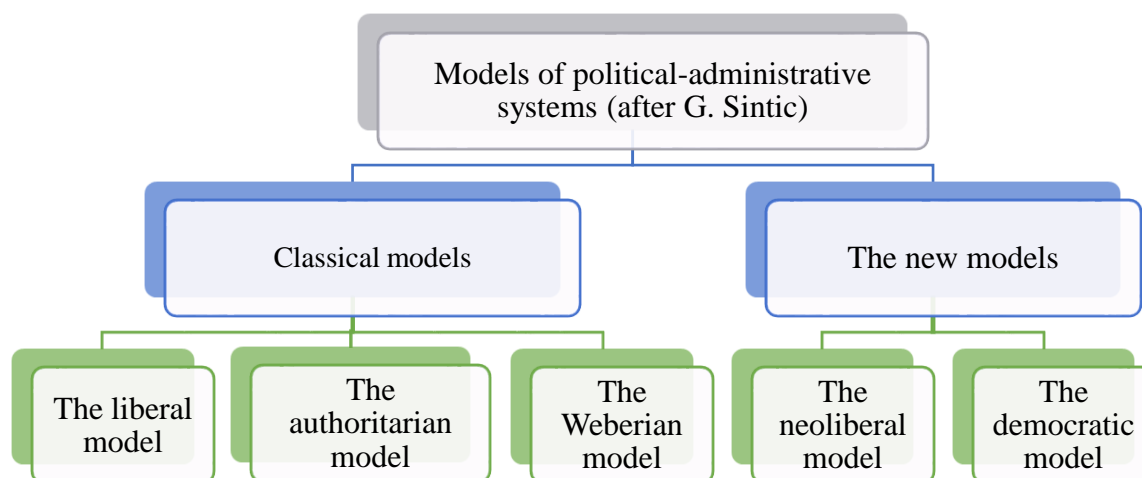 Models of political-administrative
systems (after G. Sintic)
Classical models
The new models
The liberal
model
The
authoritarian
model
The
Weberian
model
The
neoliberal
model
The
democratic
model